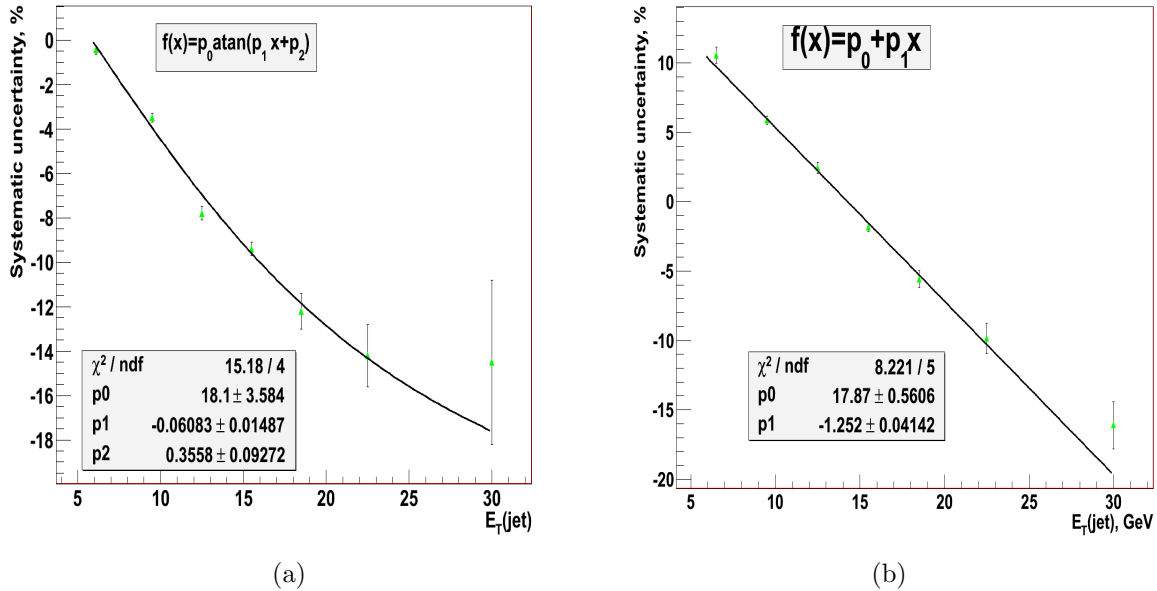 Systematic uncertainty, %
f(x)=p0atan(p1 x+p2)
0
-2
-4
-6
-8
-10
-12
-14
-16
-18
χ² / ndf 15.18 / 4
p0 18.1 ± 3.584
p1 -0.06083 ± 0.01487
p2 0.3558 ± 0.09272
5 10 15 20 25 30
ET(jet)
(a)
Systematic uncertainty, %
f(x)=p0+p1x
10
5
0
-5
-10
-15
-20
χ² / ndf 8.221 / 5
p0 17.87 ± 0.5606
p1 -1.252 ± 0.04142
5 10 15 20 25 30
ET(jet), GeV
(b)